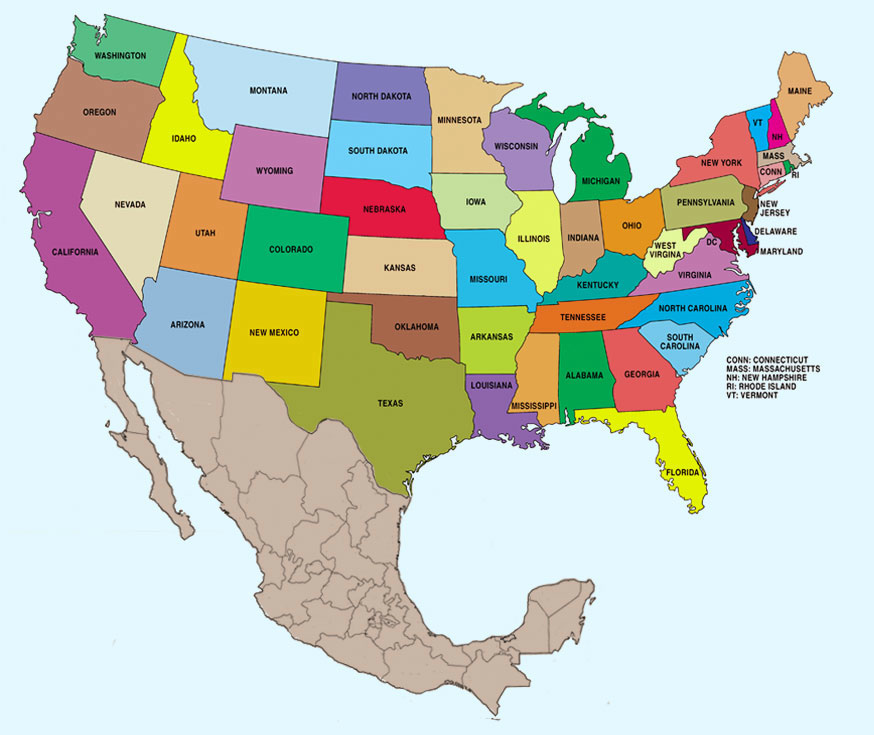 WASHINGTON
OREGON
CALIFORNIA
NEVADA
IDAHO
MONTANA
WYOMING
UTAH
ARIZONA
COLORADO
NEW MEXICO
NORTH DAKOTA
SOUTH DAKOTA
NEBRASKA
KANSAS
OKLAHOMA
TEXAS
MINNESOTA
IOWA
MISSOURI
ARKANSAS
LOUISIANA
WISCONSIN
ILLINOIS
MICHIGAN
INDIANA
OHIO
KENTUCKY
TENNESSEE
MISSISSIPPI
ALABAMA
GEORGIA
FLORIDA
SOUTH
CAROLINA
NORTH CAROLINA
VIRGINIA
WEST
VIRGINA
DC
PENNSYLVANIA
NEW YORK
VT
NH
MAINE
MASS
CONN
RI
NEW
JERSEY
DELAWARE
MARYLAND
CONN: CONNECTICUT
MASS: MASSACHUSETTS
NH: NEW HAMPSHIRE
RI: RHODE ISLAND
VT: VERMONT